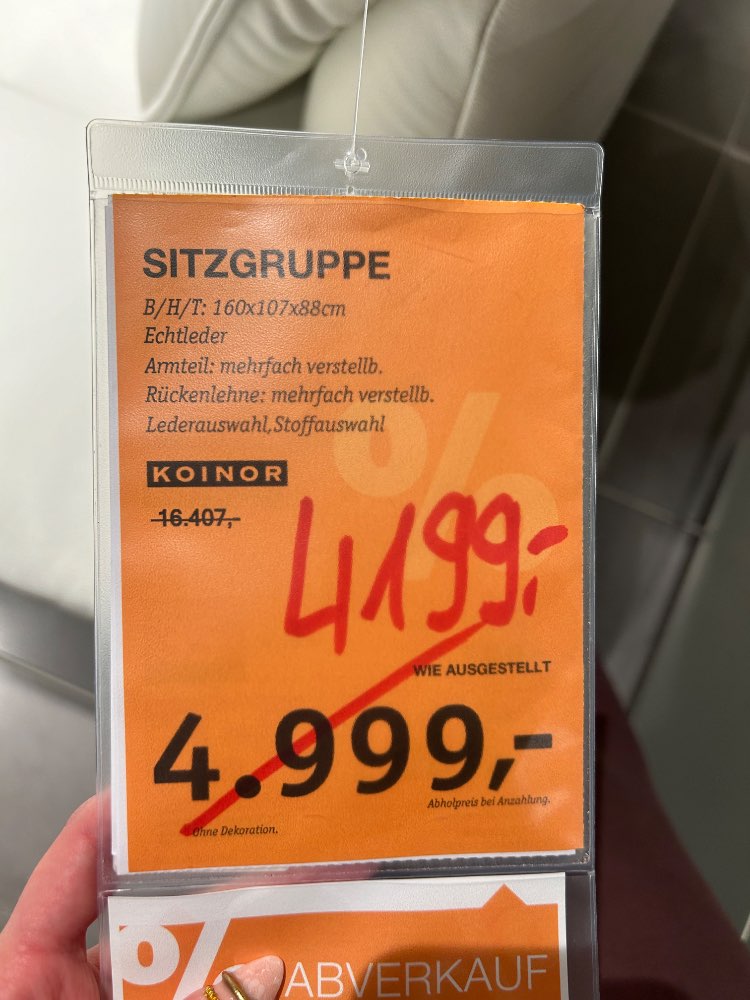 SITZGRUPPE
B/H/T: 160x107x88cm
Echtleder
Armteil: mehrfach verstellb.
Rückenlehne: mehrfach verstellb.
Lederauswahl,Stoffauswahl
KOINOR
16.407,-
4199,-
WIE AUSGESTELLT
4.999,-
Abholpreis bei Anzahlung.
Ohne Dekoration.
% ABVERKAUF